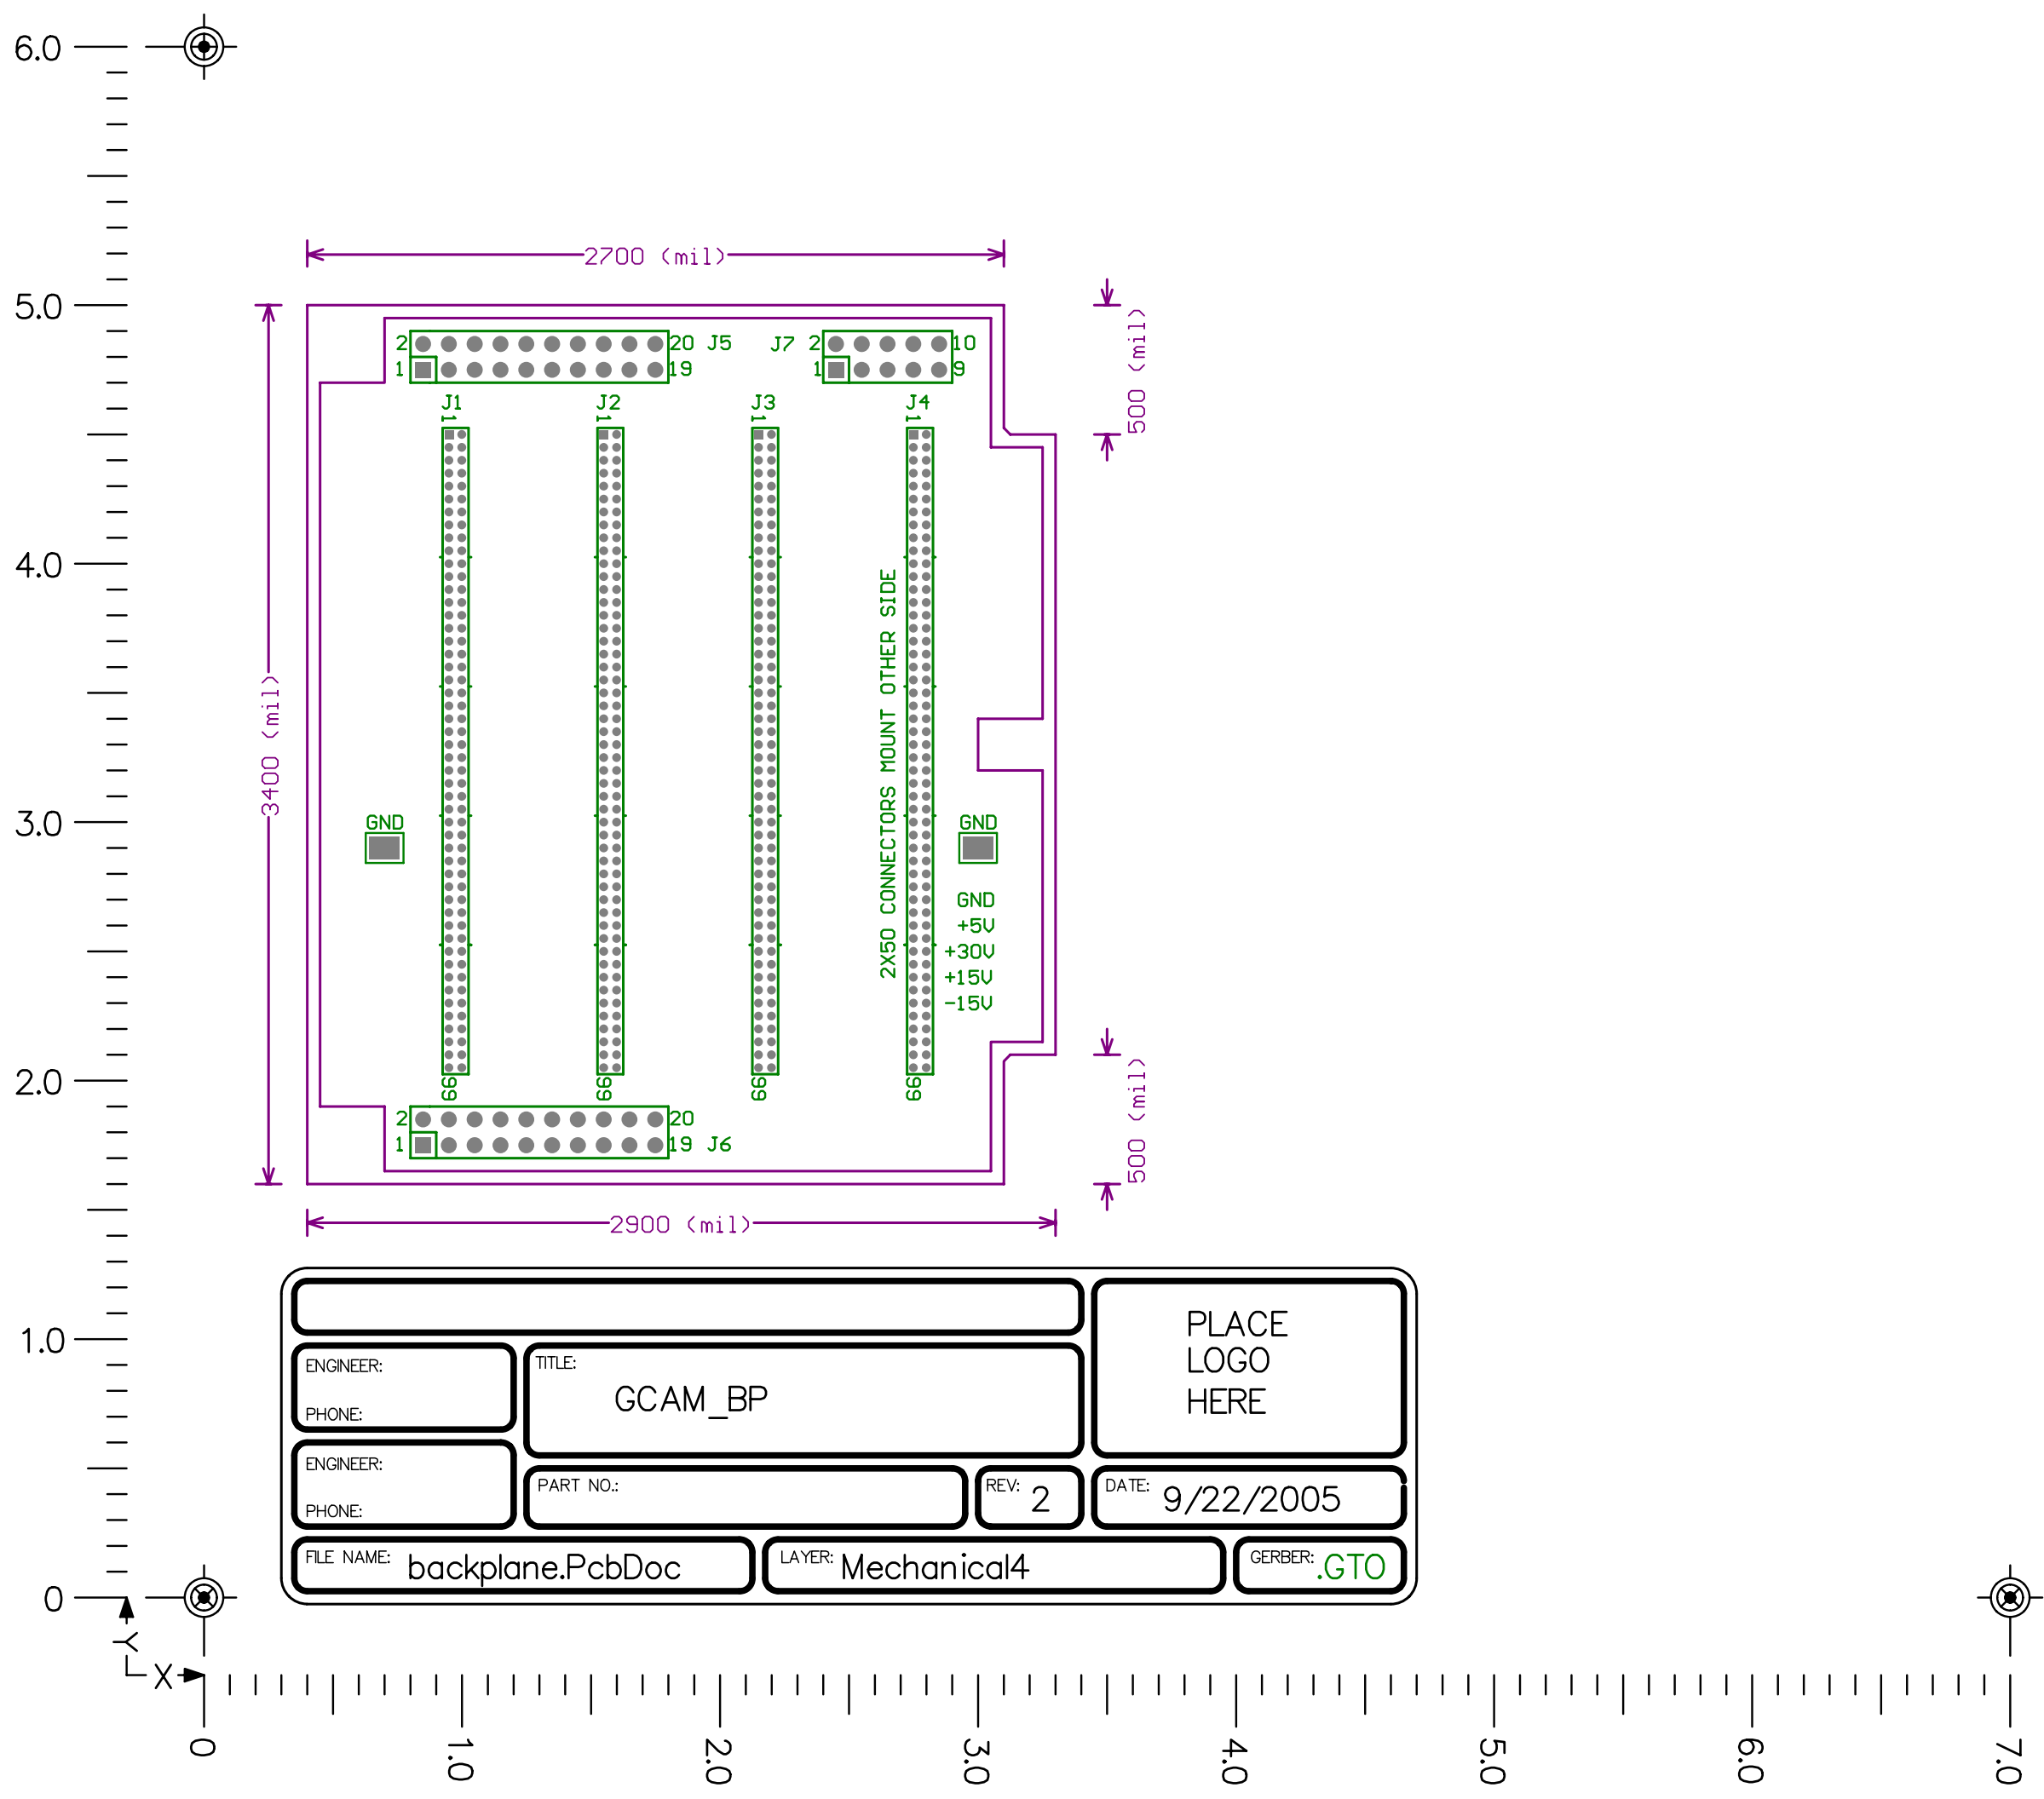 6.0
5.0
4.0
3.0
2.0
1.0
0
2700 (mil)
500 (mil)
3400 (mil)
2 20 J5
1 19
J7 2 10
1 9
J1 J2 J3 J4
1 1 1 1
2X50 CONNECTORS MOUNT OTHER SIDE
GND
GND
GND
+5V
+30V
+15V
-15V
99 99 99 99
2 20
1 19 J6
500 (mil)
2900 (mil)
PLACE
LOGO
HERE
ENGINEER:
PHONE:
TITLE:
GCAM_BP
ENGINEER:
PHONE:
PART NO.:
REV: 2
DATE: 9/22/2005
FILE NAME: backplane.PcbDoc
LAYER: Mechanical4
GERBER: .GTO
Y
X
0 1.0 2.0 3.0 4.0 5.0 6.0 7.0